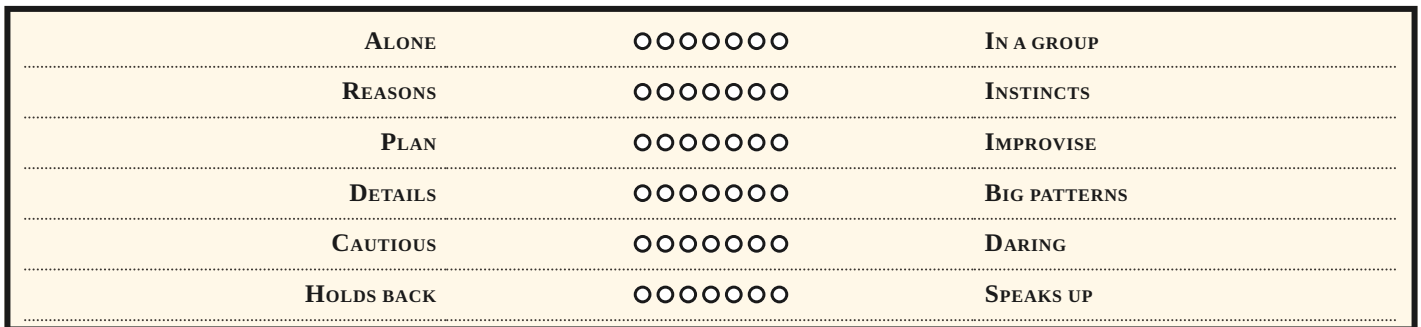 Alone In a group
Reasons Instincts
Plan Improvise
Details Big patterns
Cautious Daring
Holds back Speaks up